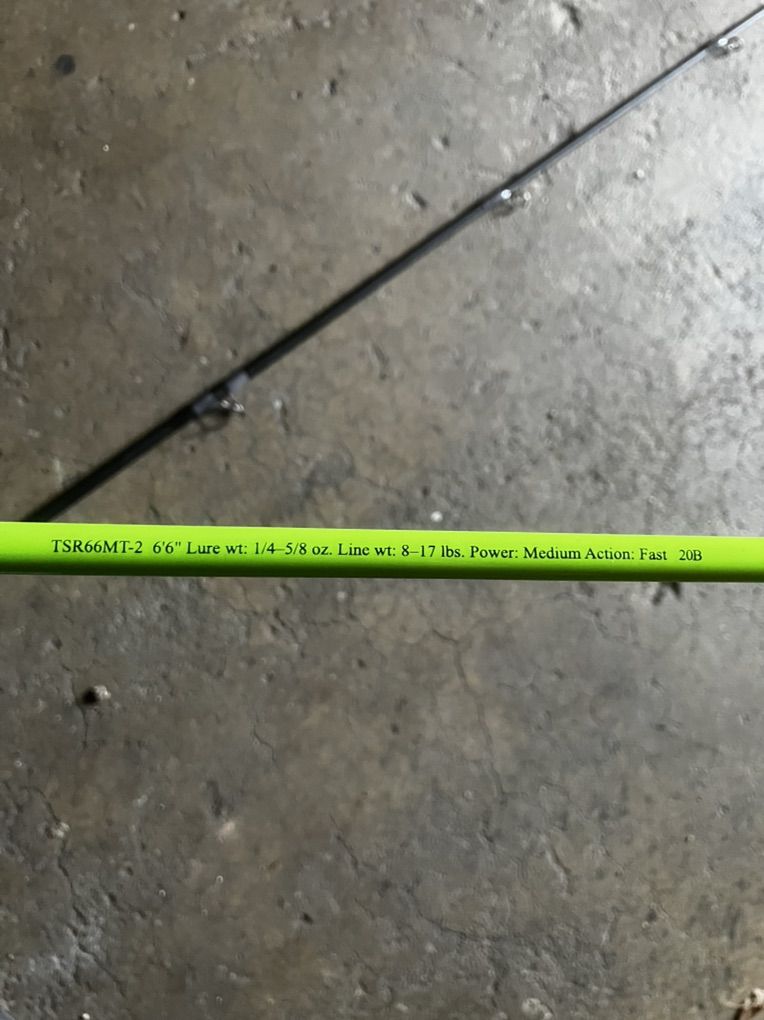 TSR66MT-2 6'6" Lure wt: 1/4–5/8 oz. Line wt: 8–17 lbs. Power: Medium Action: Fast 20B